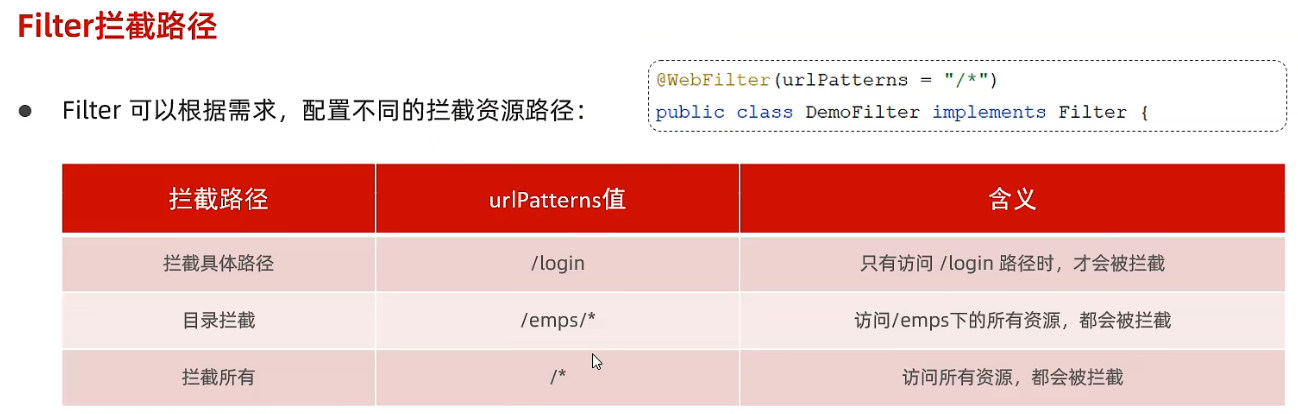 Filter拦截路径
@WebFilter(urlPatterns = "/*")
● Filter 可以根据需求，配置不同的拦截资源路径：
public class DemoFilter implements Filter {
拦截路径 urlPatterns值 含义
拦截具体路径 /login 只有访问 /login 路径时，才会被拦截
目录拦截 /emps/* 访问/emps下的所有资源，都会被拦截
拦截所有 /* 访问所有资源，都会被拦截